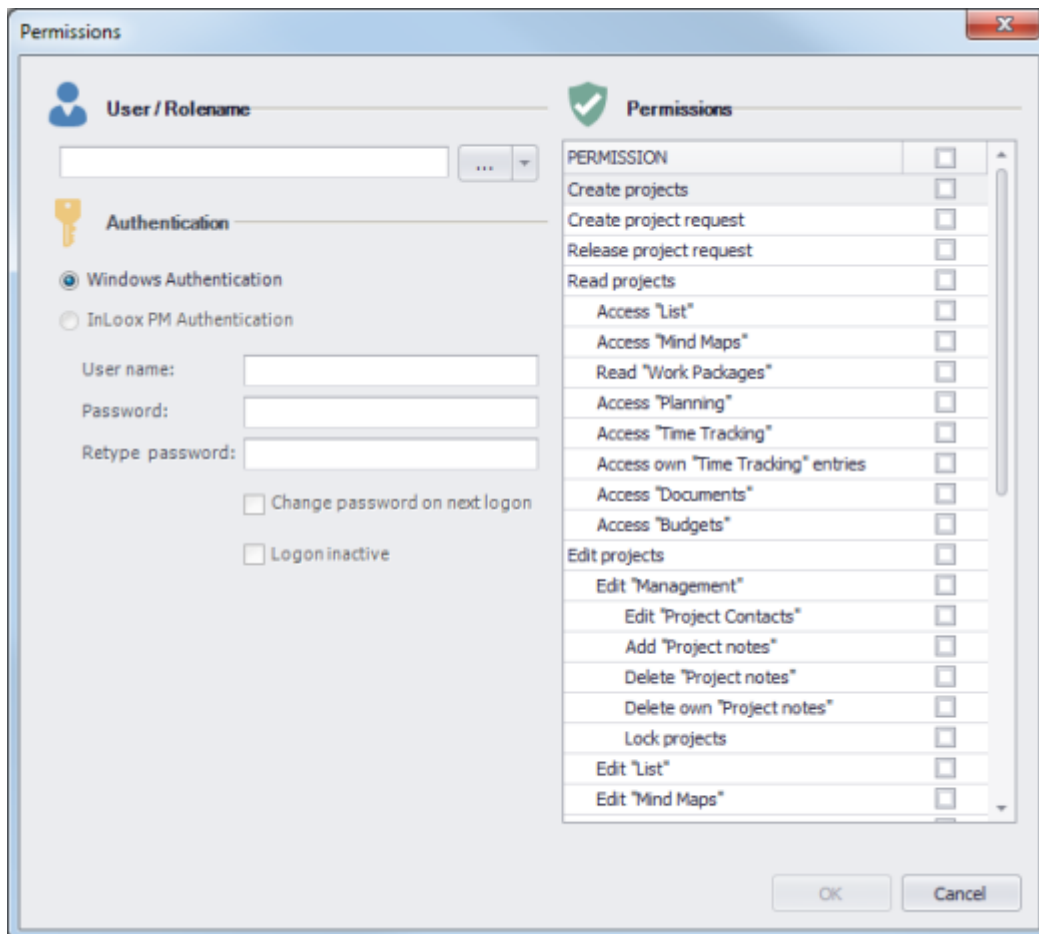 Permissions
User / Rolename
...
Authentication
Windows Authentication
InLoox PM Authentication
User name:
Password:
Retype password:
Change password on next logon
Logon inactive
Permissions
PERMISSION
Create projects
Create project request
Release project request
Read projects
Access "List"
Access "Mind Maps"
Read "Work Packages"
Access "Planning"
Access "Time Tracking"
Access own "Time Tracking" entries
Access "Documents"
Access "Budgets"
Edit projects
Edit "Management"
Edit "Project Contacts"
Add "Project notes"
Delete "Project notes"
Delete own "Project notes"
Lock projects
Edit "List"
Edit "Mind Maps"
OK
Cancel